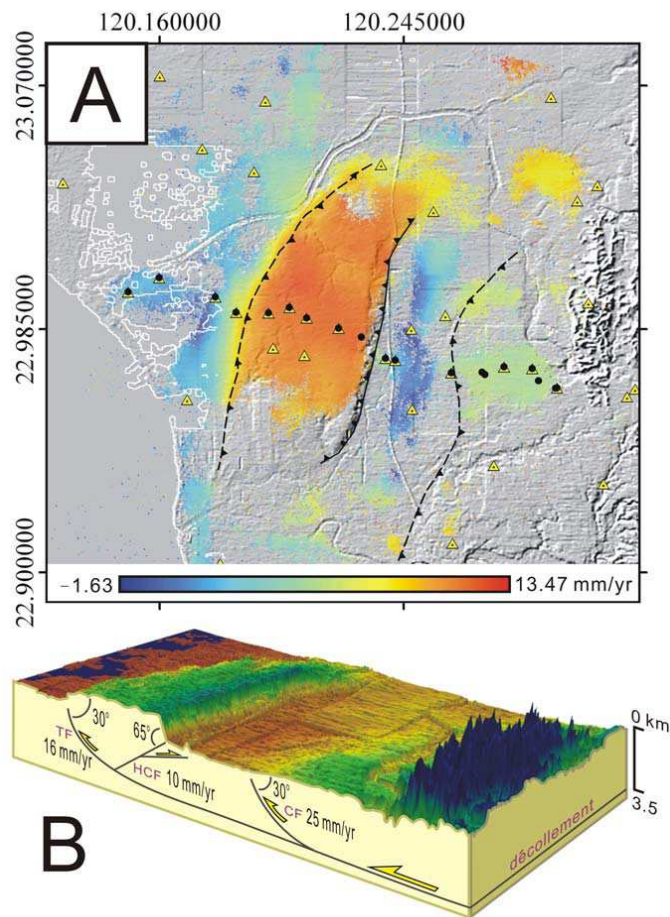 120.160000 120.245000
A
23.070000
22.985000
22.900000
−1.63 13.47 mm/yr
0 km
30°
TF
16 mm/yr
65°
HCF 10 mm/yr
30°
CF 25 mm/yr
3.5
décollement
B